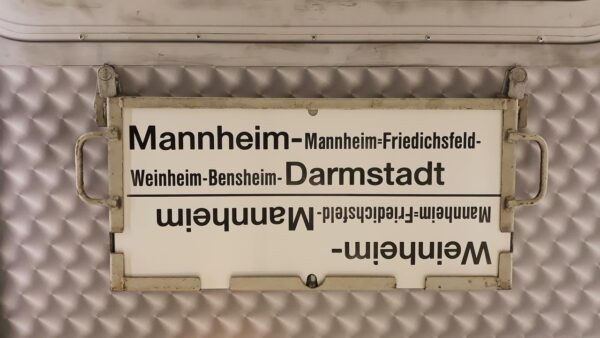 Mannheim-Mannheim=Friedichsfeld-
Weinheim-Bensheim-Darmstadt
Weinheim-
Mannheim=Friedichsfeld-Mannheim